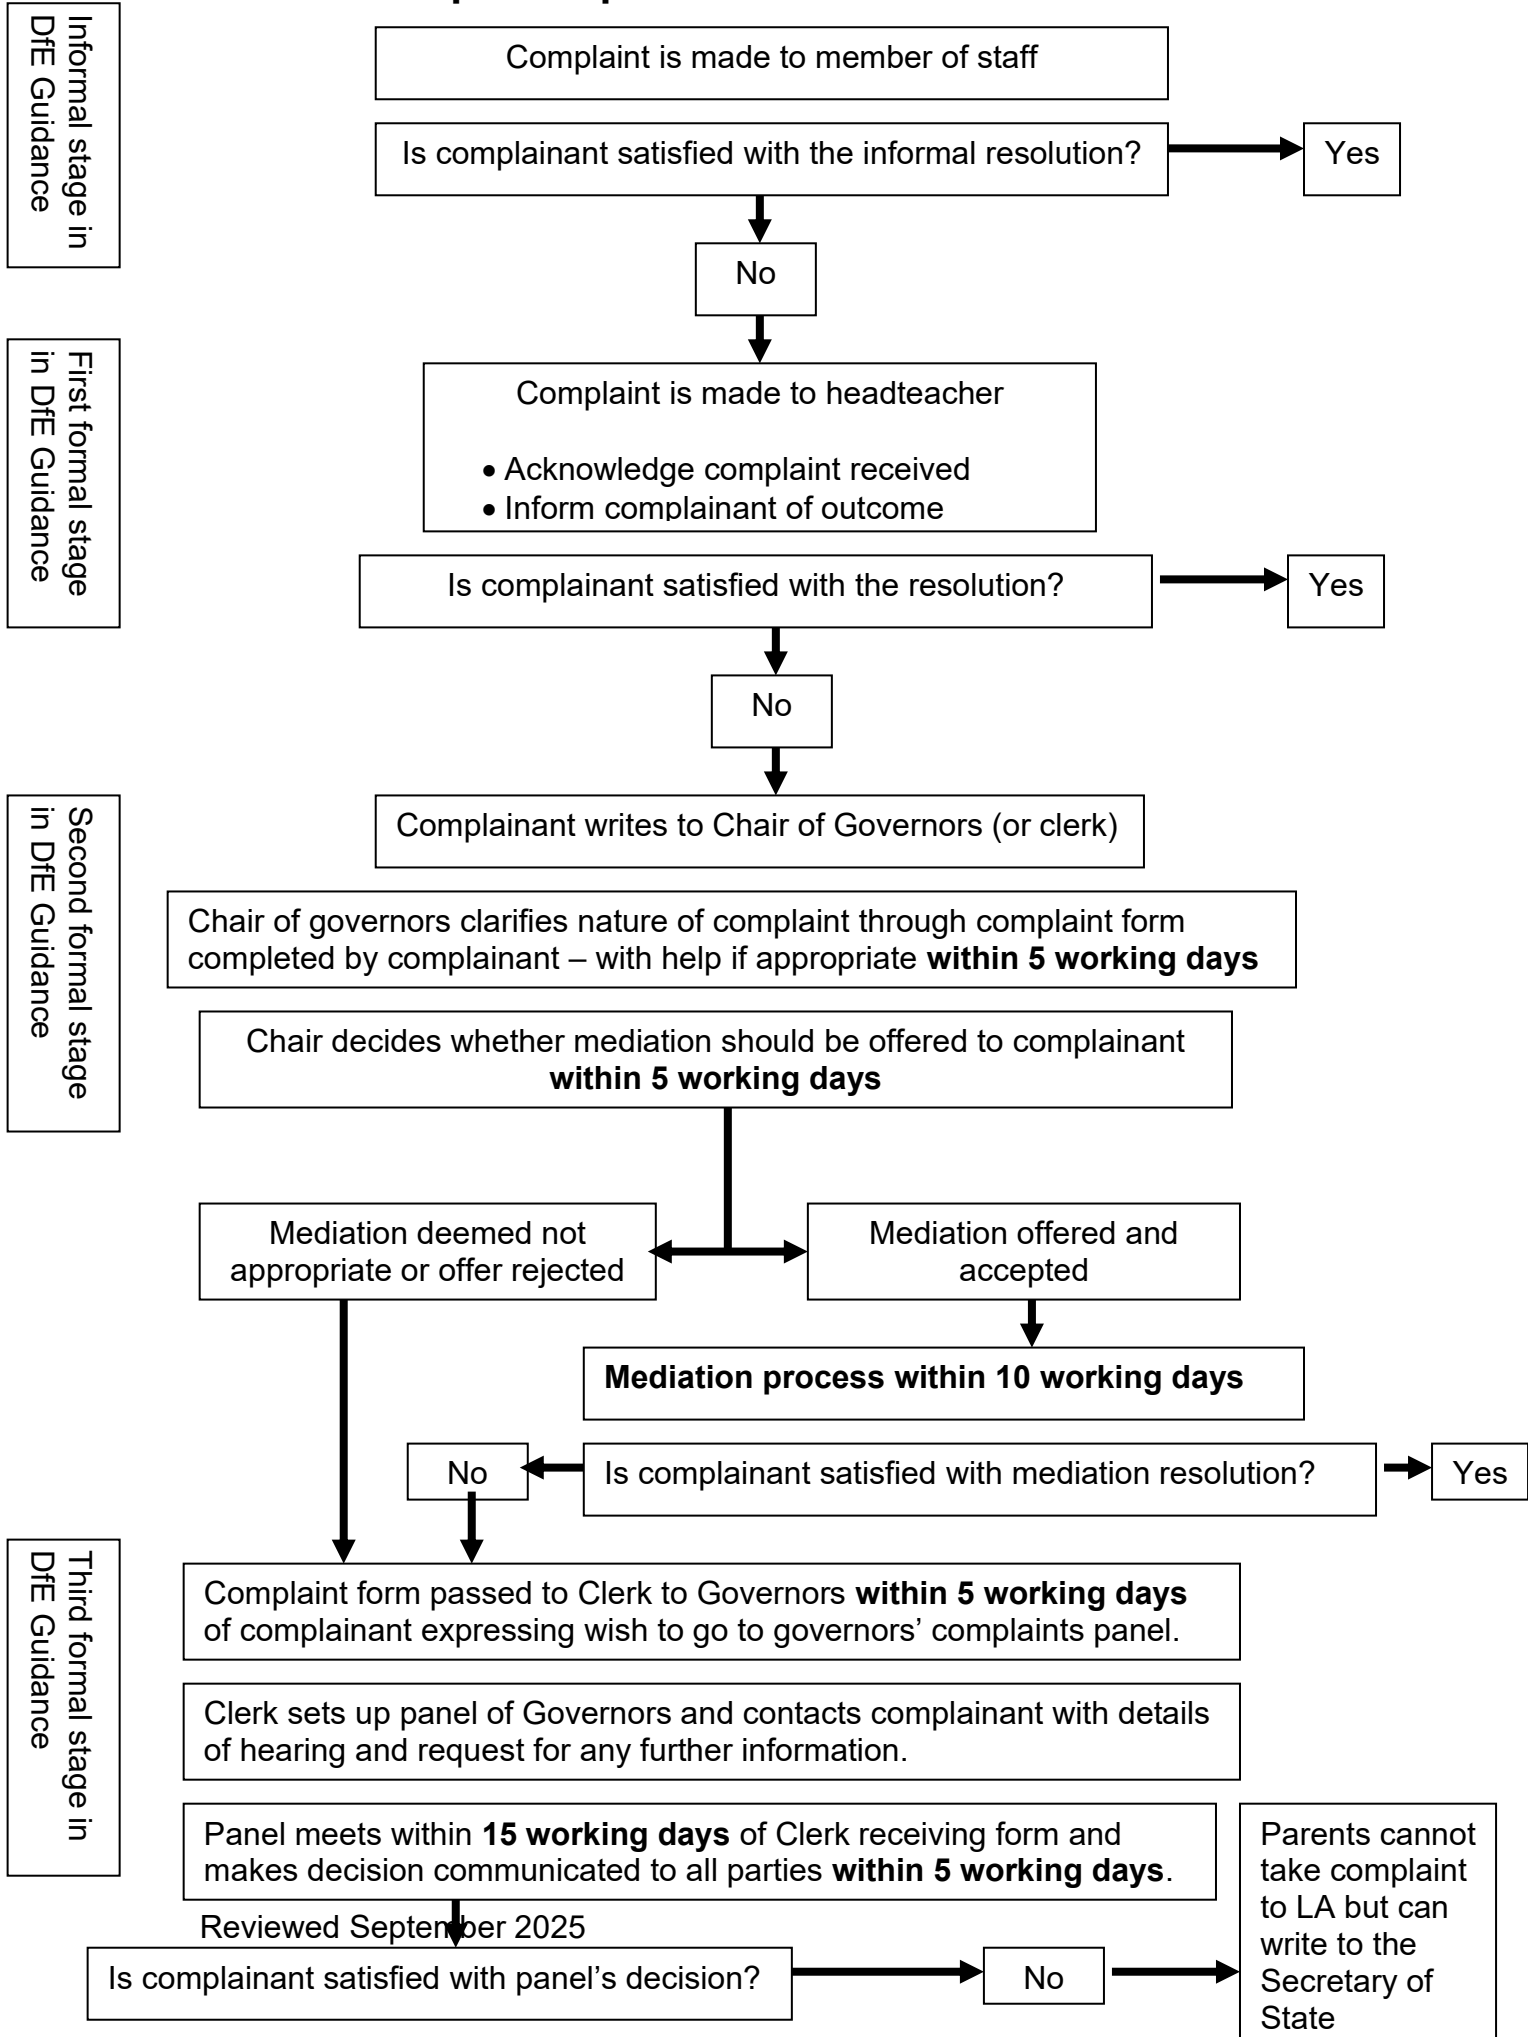 Informal stage in
DfE Guidance
Complaint is made to member of staff
Is complainant satisfied with the informal resolution?
Yes
No
First formal stage
in DfE Guidance
Complaint is made to headteacher
• Acknowledge complaint received
• Inform complainant of outcome
Is complainant satisfied with the resolution?
Yes
No
Second formal stage
in DfE Guidance
Complainant writes to Chair of Governors (or clerk)
Chair of governors clarifies nature of complaint through complaint form
completed by complainant – with help if appropriate within 5 working days
Chair decides whether mediation should be offered to complainant
within 5 working days
Mediation deemed not
appropriate or offer rejected
Mediation offered and
accepted
Mediation process within 10 working days
No
Is complainant satisfied with mediation resolution?
Yes
Third formal stage in
DfE Guidance
Complaint form passed to Clerk to Governors within 5 working days
of complainant expressing wish to go to governors’ complaints panel.
Clerk sets up panel of Governors and contacts complainant with details
of hearing and request for any further information.
Panel meets within 15 working days of Clerk receiving form and
makes decision communicated to all parties within 5 working days.
Reviewed September 2025
Is complainant satisfied with panel’s decision?
No
Parents cannot
take complaint
to LA but can
write to the
Secretary of
State